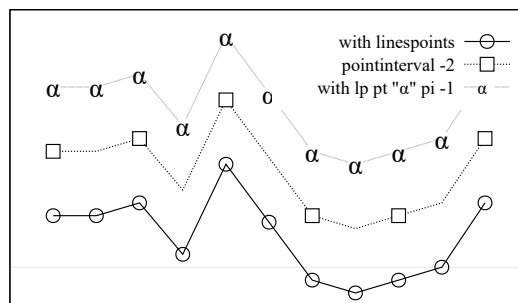 α
with linespoints
pointinterval -2
with lp pt "α" pi -1 α
α α α
α
α α α α